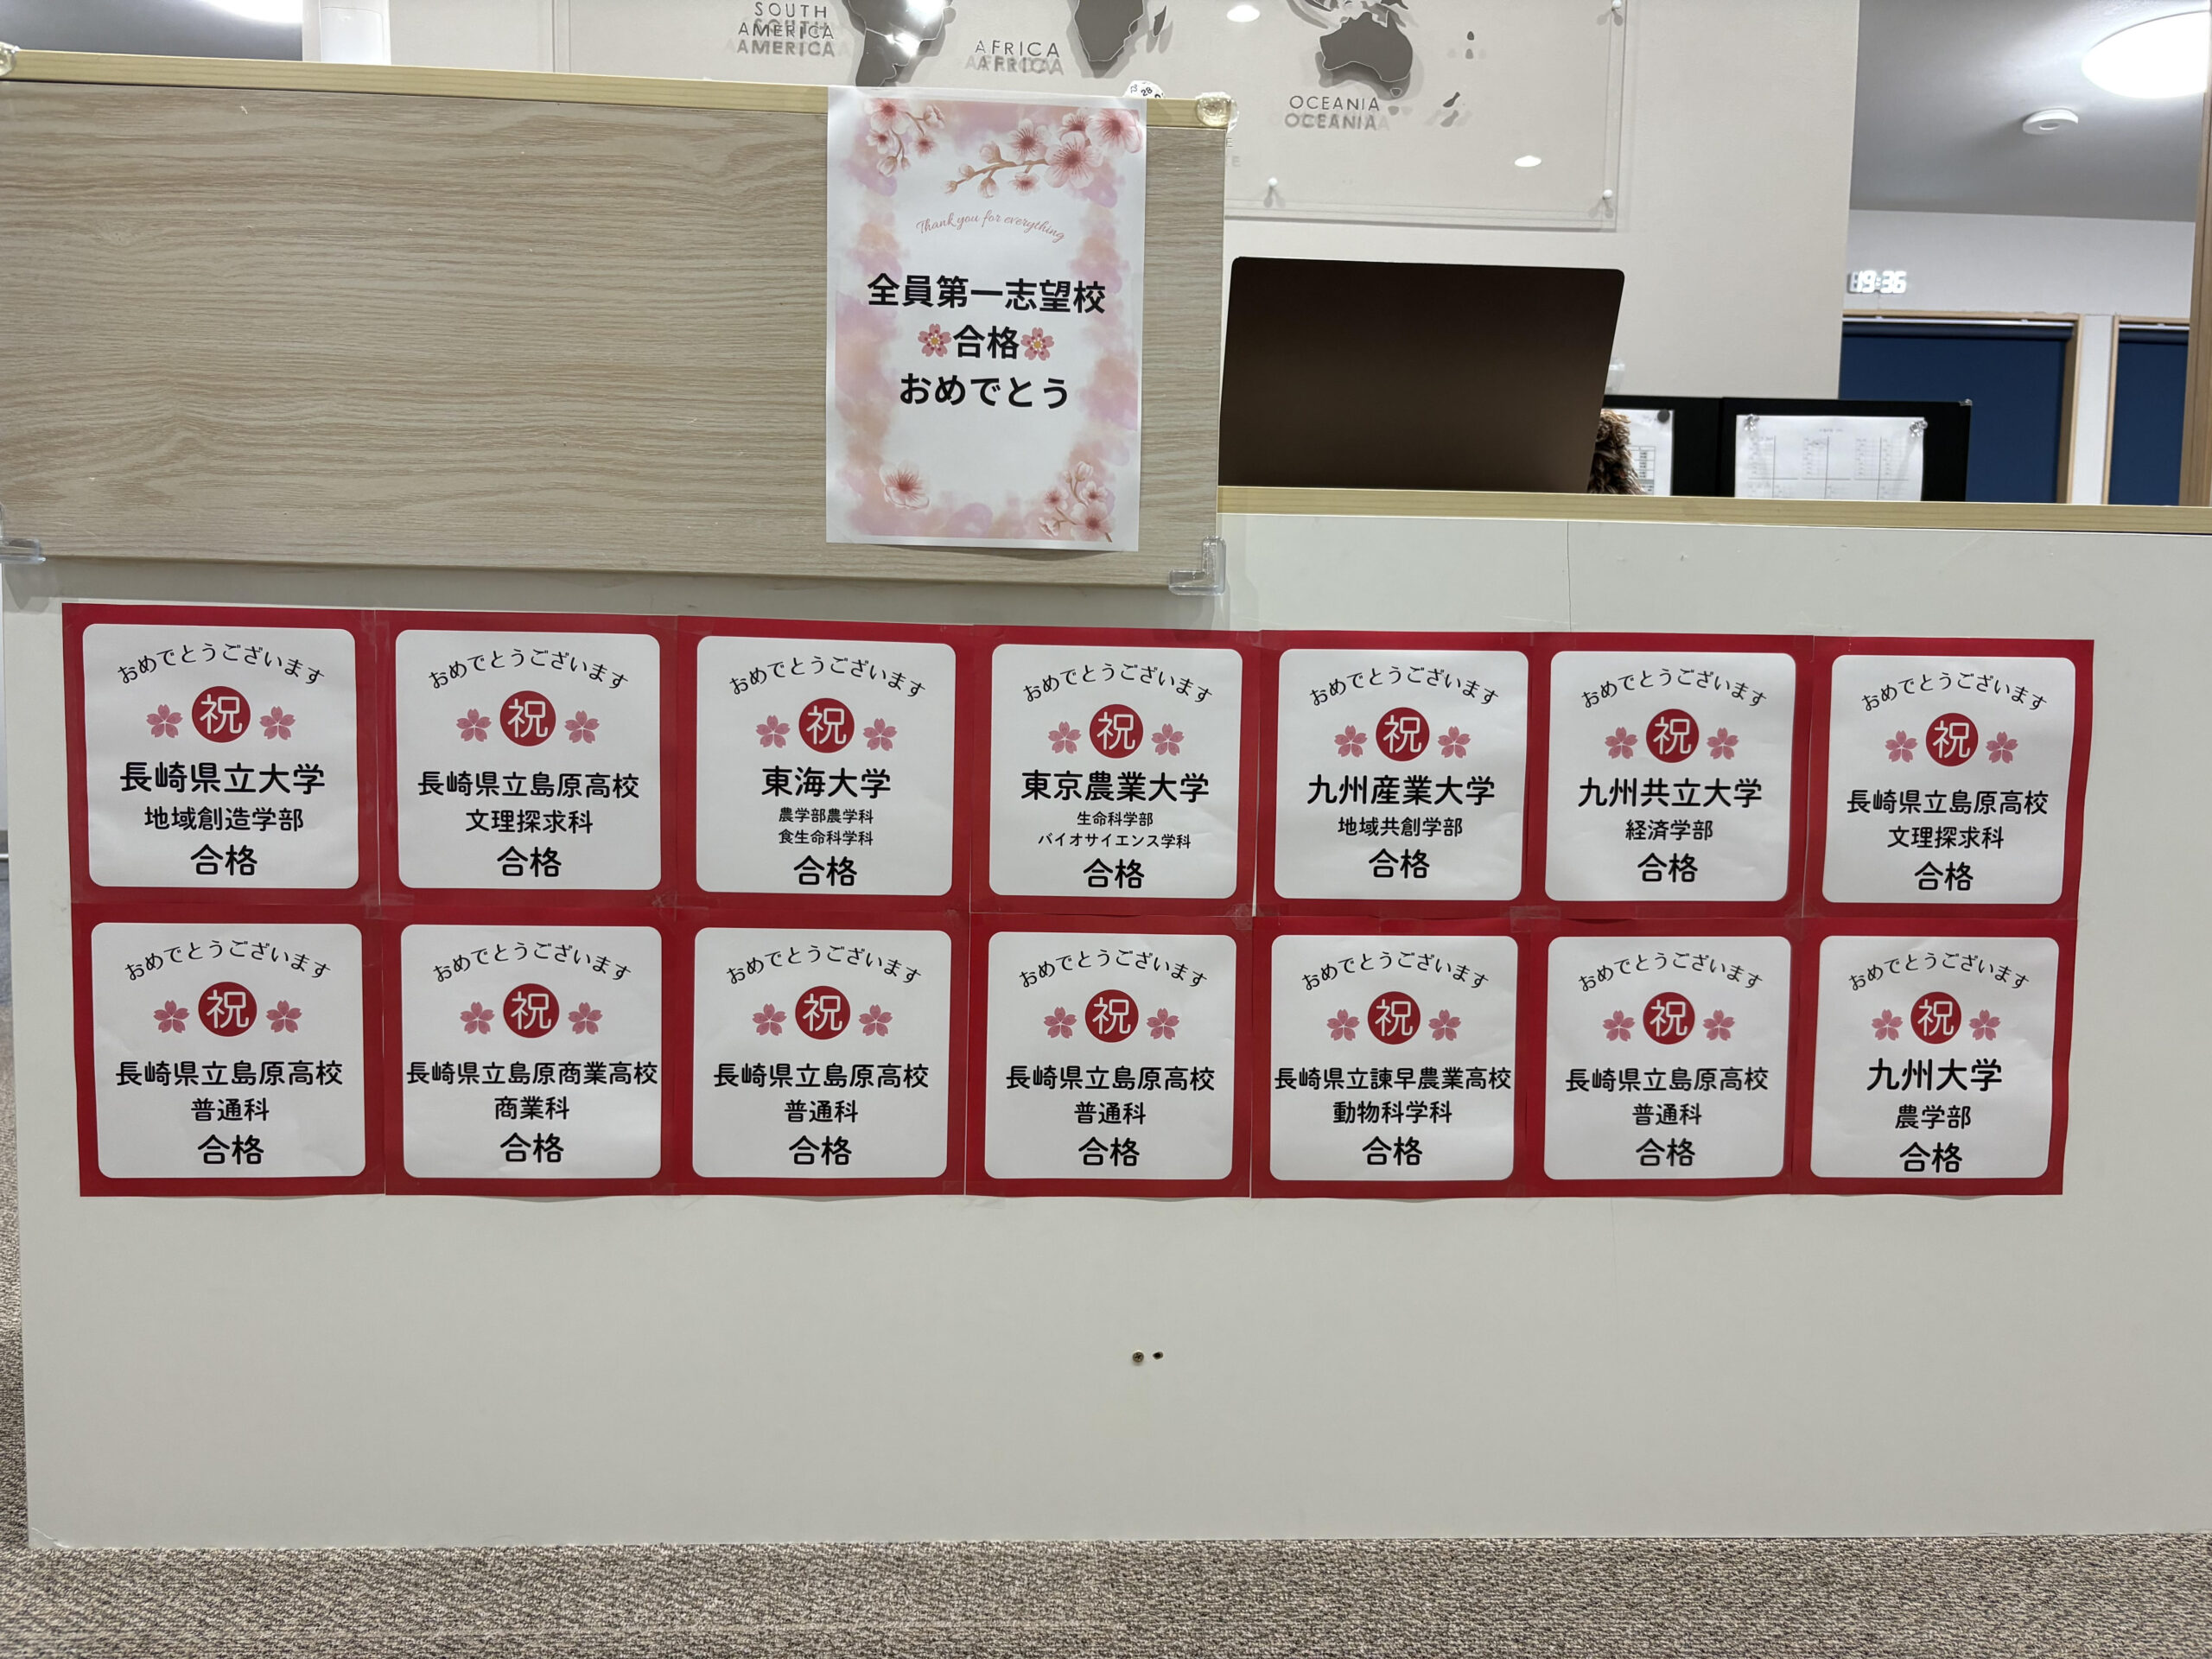 SOUTH
AMERICA
AFRICA
OCEANIA
28
Thank you for everything
全員第一志望校
合格
おめでとう
19:36
おめでとうございます
祝
長崎県立大学
地域創造学部
合格
おめでとうございます
祝
長崎県立島原高校
文理探求科
合格
おめでとうございます
祝
東海大学
農学部農学科
食生命科学科
合格
おめでとうございます
祝
東京農業大学
生命科学部
バイオサイエンス学科
合格
おめでとうございます
祝
九州産業大学
地域共創学部
合格
おめでとうございます
祝
九州共立大学
経済学部
合格
おめでとうございます
祝
長崎県立島原高校
文理探求科
合格
おめでとうございます
祝
長崎県立島原高校
普通科
合格
おめでとうございます
祝
長崎県立島原商業高校
商業科
合格
おめでとうございます
祝
長崎県立島原高校
普通科
合格
おめでとうございます
祝
長崎県立島原高校
普通科
合格
おめでとうございます
祝
長崎県立諫早農業高校
動物科学科
合格
おめでとうございます
祝
長崎県立島原高校
普通科
合格
おめでとうございます
祝
九州大学
農学部
合格